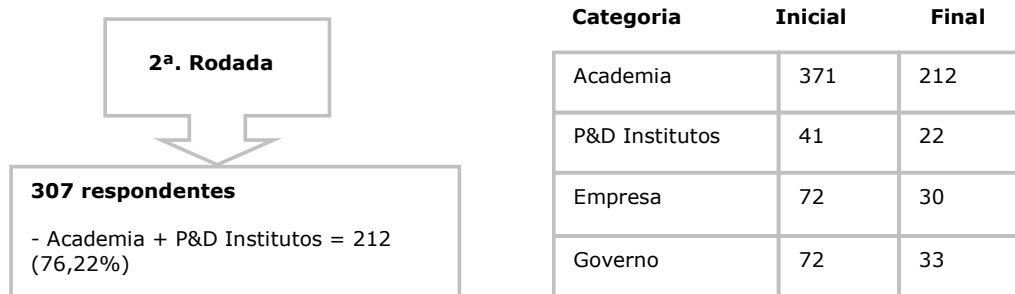 2ª. Rodada
307 respondentes
- Academia + P&D Institutos = 212
(76,22%)
Categoria Inicial Final
Academia 371 212
P&D Institutos 41 22
Empresa 72 30
Governo 72 33